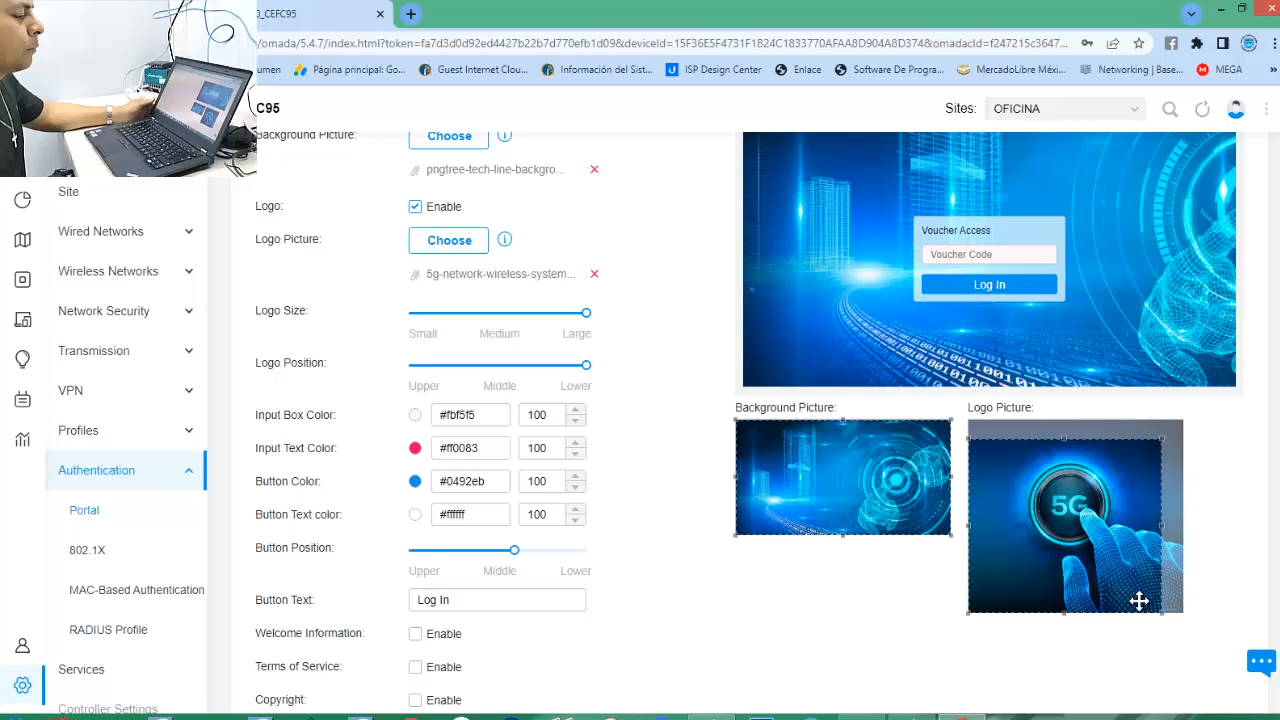 0_CEFC95
/omada/5.4.7/index.html?token=fa7d3d0d92ed4427b22b7d770efb1d09&deviceId=15F36E5F4731F1B24C1833770AFAA8D904A8D374&omadacId=f247215c3647...
umen
Página principal: Go...
Guest Internet Clou...
Información del Sist...
ISP Design Center
Enlace
Software De Progra...
MercadoLibre Méxi...
Networking | Base...
MEGA
C95
Sites:
OFICINA
Background Picture:
Choose
pngtree-tech-line-backgro...
Logo:
Enable
Logo Picture:
Choose
5g-network-wireless-system...
Logo Size:
Small
Medium
Large
Logo Position:
Upper
Middle
Lower
Input Box Color:
#fbf5f5
100
Input Text Color:
#ff0083
100
Button Color:
#0492eb
100
Button Text color:
#ffffff
100
Button Position:
Upper
Middle
Lower
Button Text:
Log In
Welcome Information:
Enable
Terms of Service:
Enable
Copyright:
Enable
Site
Wired Networks
Wireless Networks
Network Security
Transmission
VPN
Profiles
Authentication
Portal
802.1X
MAC-Based Authentication
RADIUS Profile
Services
Controller Settings
Voucher Access
Voucher Code
Log In
Background Picture:
Logo Picture:
5G